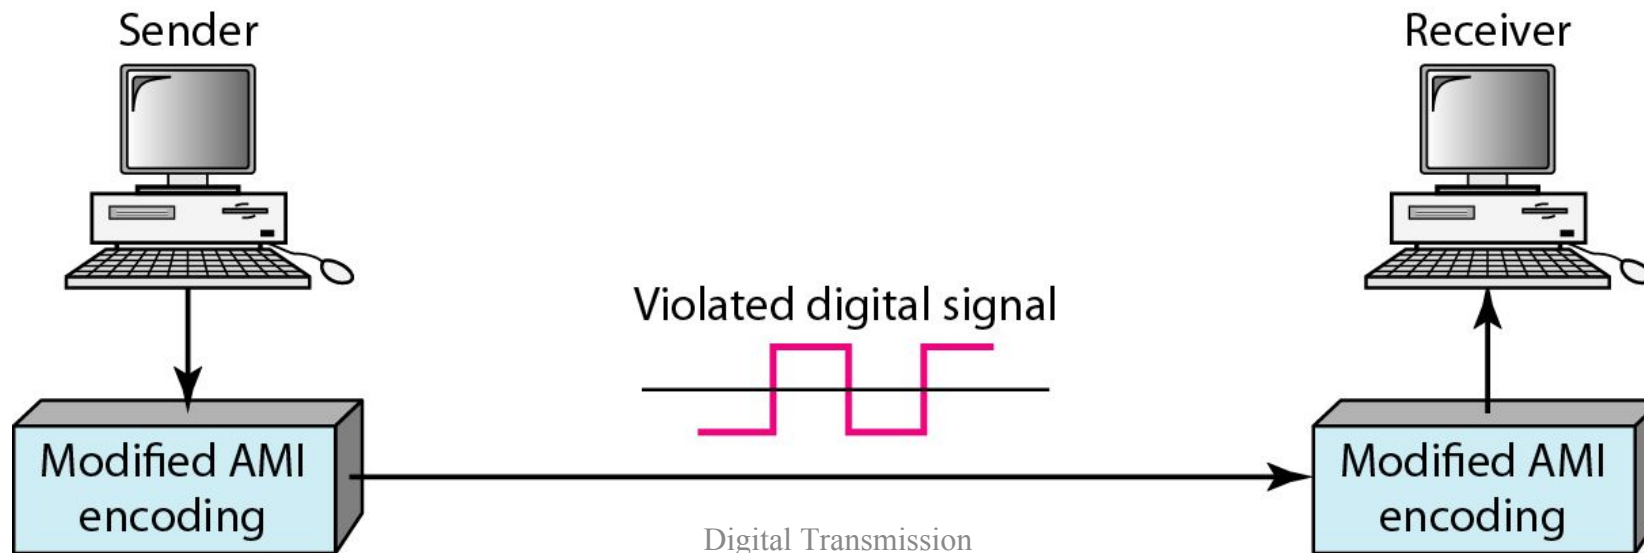 Sender
Receiver
Violated digital signal
Modified AMI
encoding
Modified AMI
encoding
Digital Transmission